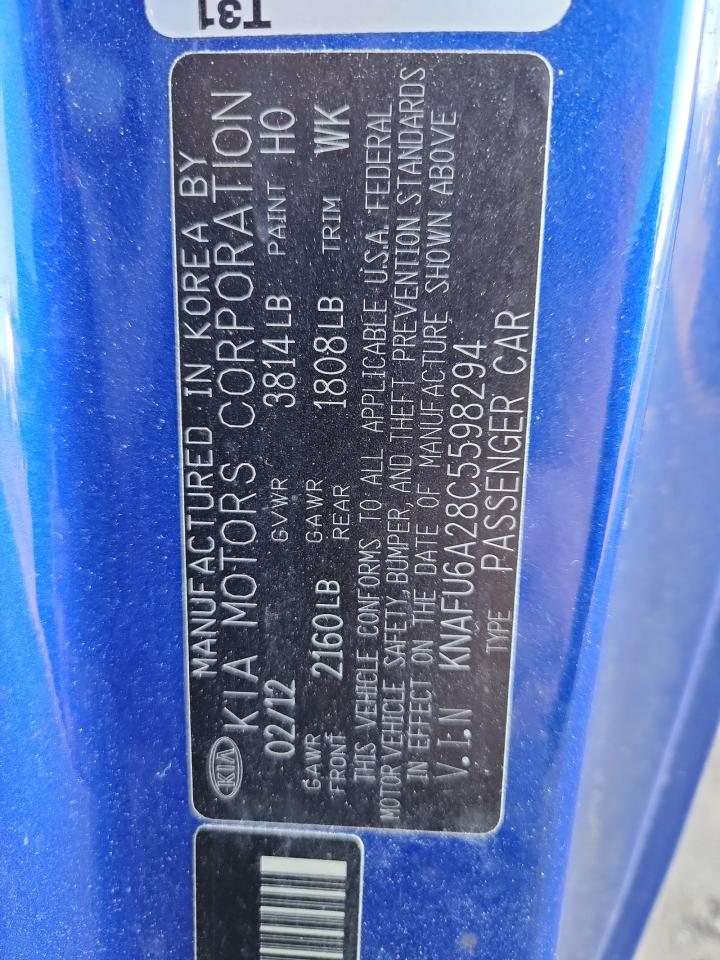 T31
MANUFACTURED IN KOREA BY
KIA KIA MOTORS CORPORATION
02/12 GVWR 3814LB PAINT H0
GAWR FRONT 2160LB GAWR REAR 1808LB TRIM WK
THIS VEHICLE CONFORMS TO ALL APPLICABLE U.S.A. FEDERAL
MOTOR VEHICLE SAFETY, BUMPER, AND THEFT PREVENTION STANDARDS
IN EFFECT ON THE DATE OF MANUFACTURE SHOWN ABOVE
V.I.N KNAFU6A28C5598294
TYPE PASSENGER CAR